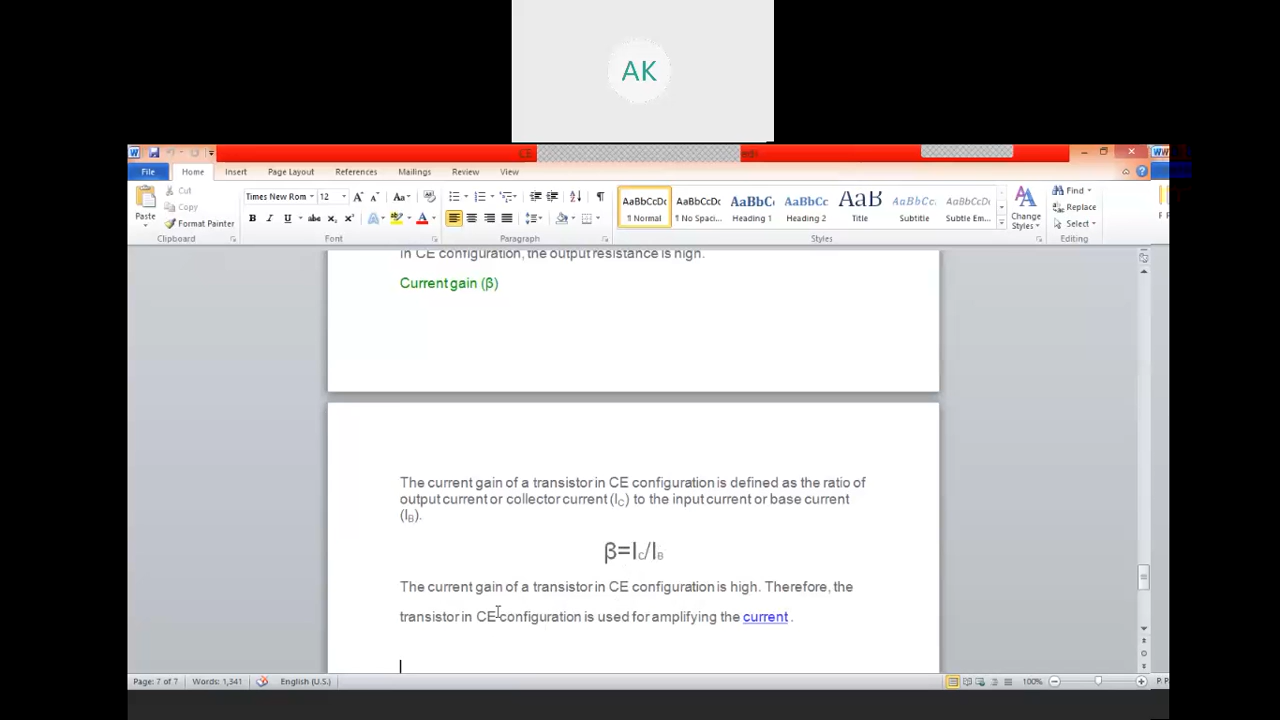 AK
CE
File Home Insert Page Layout References Mailings Review View
Cut
Copy
Paste
Format Painter
Clipboard
Times New Rom 12
Font
Paragraph
AaBbCcDc AaBbCcDc AaBbC AaBbCc AaB AaBbCc. AaBbCcDc
¶ Normal ¶ No Spaci... Heading 1 Heading 2 Title Subtitle Subtle Em...
Styles
Change Styles
Find
Replace
Select
Editing
In CE configuration, the output resistance is high.
Current gain (β)
The current gain of a transistor in CE configuration is defined as the ratio of
output current or collector current (IC) to the input current or base current
(IB).
β=IC/IB
The current gain of a transistor in CE configuration is high. Therefore, the
transistor in CE configuration is used for amplifying the current .
Page: 7 of 7 Words: 1,341 English (U.S.) 100%